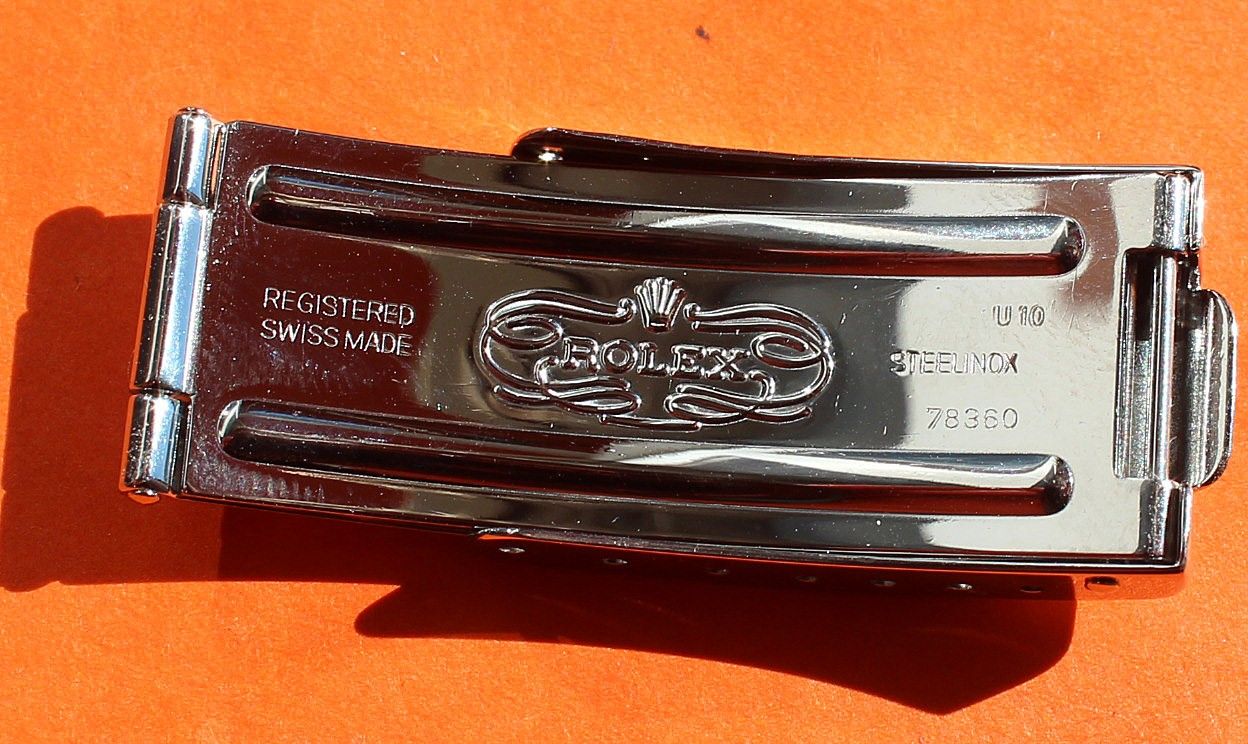 REGISTERED
SWISS MADE
ROLEX
U 10
STEELINOX
78360